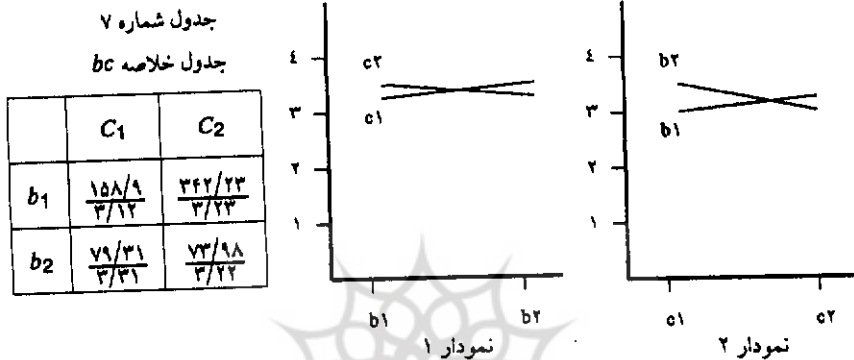 جدول شماره ۷
جدول خلاصه bc
C1 C2
b1 ۱۵۸/۹ ۳۴۲/۲۳
۳/۱۲ ۳/۲۳
b2 ۷۹/۳۱ ۷۳/۹۸
۳/۳۱ ۳/۲۲
۴
۳
۲
۱
c۲
c۱
b۱ b۲
نمودار ۱
۴
۳
۲
۱
b۲
b۱
c۱ c۲
نمودار ۲